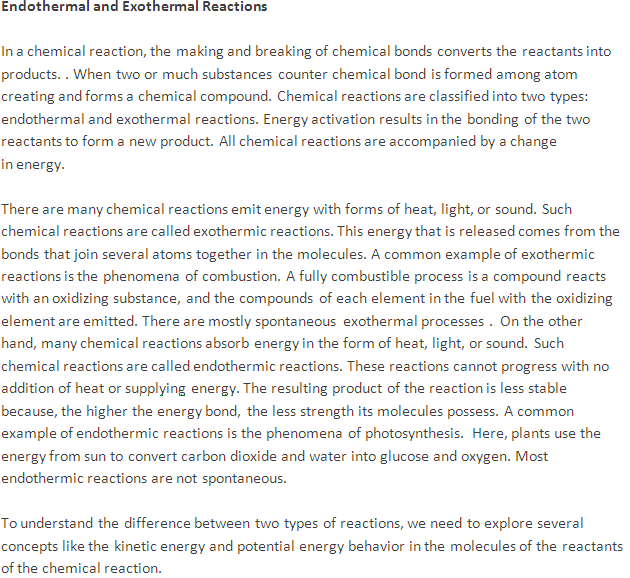 Endothermal and Exothermal Reactions
In a chemical reaction, the making and breaking of chemical bonds converts the reactants into
products. . When two or much substances counter chemical bond is formed among atom
creating and forms a chemical compound. Chemical reactions are classified into two types:
endothermal and exothermal reactions. Energy activation results in the bonding of the two
reactants to form a new product. All chemical reactions are accompanied by a change
in energy.
There are many chemical reactions emit energy with forms of heat, light, or sound. Such
chemical reactions are called exothermic reactions. This energy that is released comes from the
bonds that join several atoms together in the molecules. A common example of exothermic
reactions is the phenomena of combustion. A fully combustible process is a compound reacts
with an oxidizing substance, and the compounds of each element in the fuel with the oxidizing
element are emitted. There are mostly spontaneous exothermal processes . On the other
hand, many chemical reactions absorb energy in the form of heat, light, or sound. Such
chemical reactions are called endothermic reactions. These reactions cannot progress with no
addition of heat or supplying energy. The resulting product of the reaction is less stable
because, the higher the energy bond, the less strength its molecules possess. A common
example of endothermic reactions is the phenomena of photosynthesis. Here, plants use the
energy from sun to convert carbon dioxide and water into glucose and oxygen. Most
endothermic reactions are not spontaneous.
To understand the difference between two types of reactions, we need to explore several
concepts like the kinetic energy and potential energy behavior in the molecules of the reactants
of the chemical reaction.